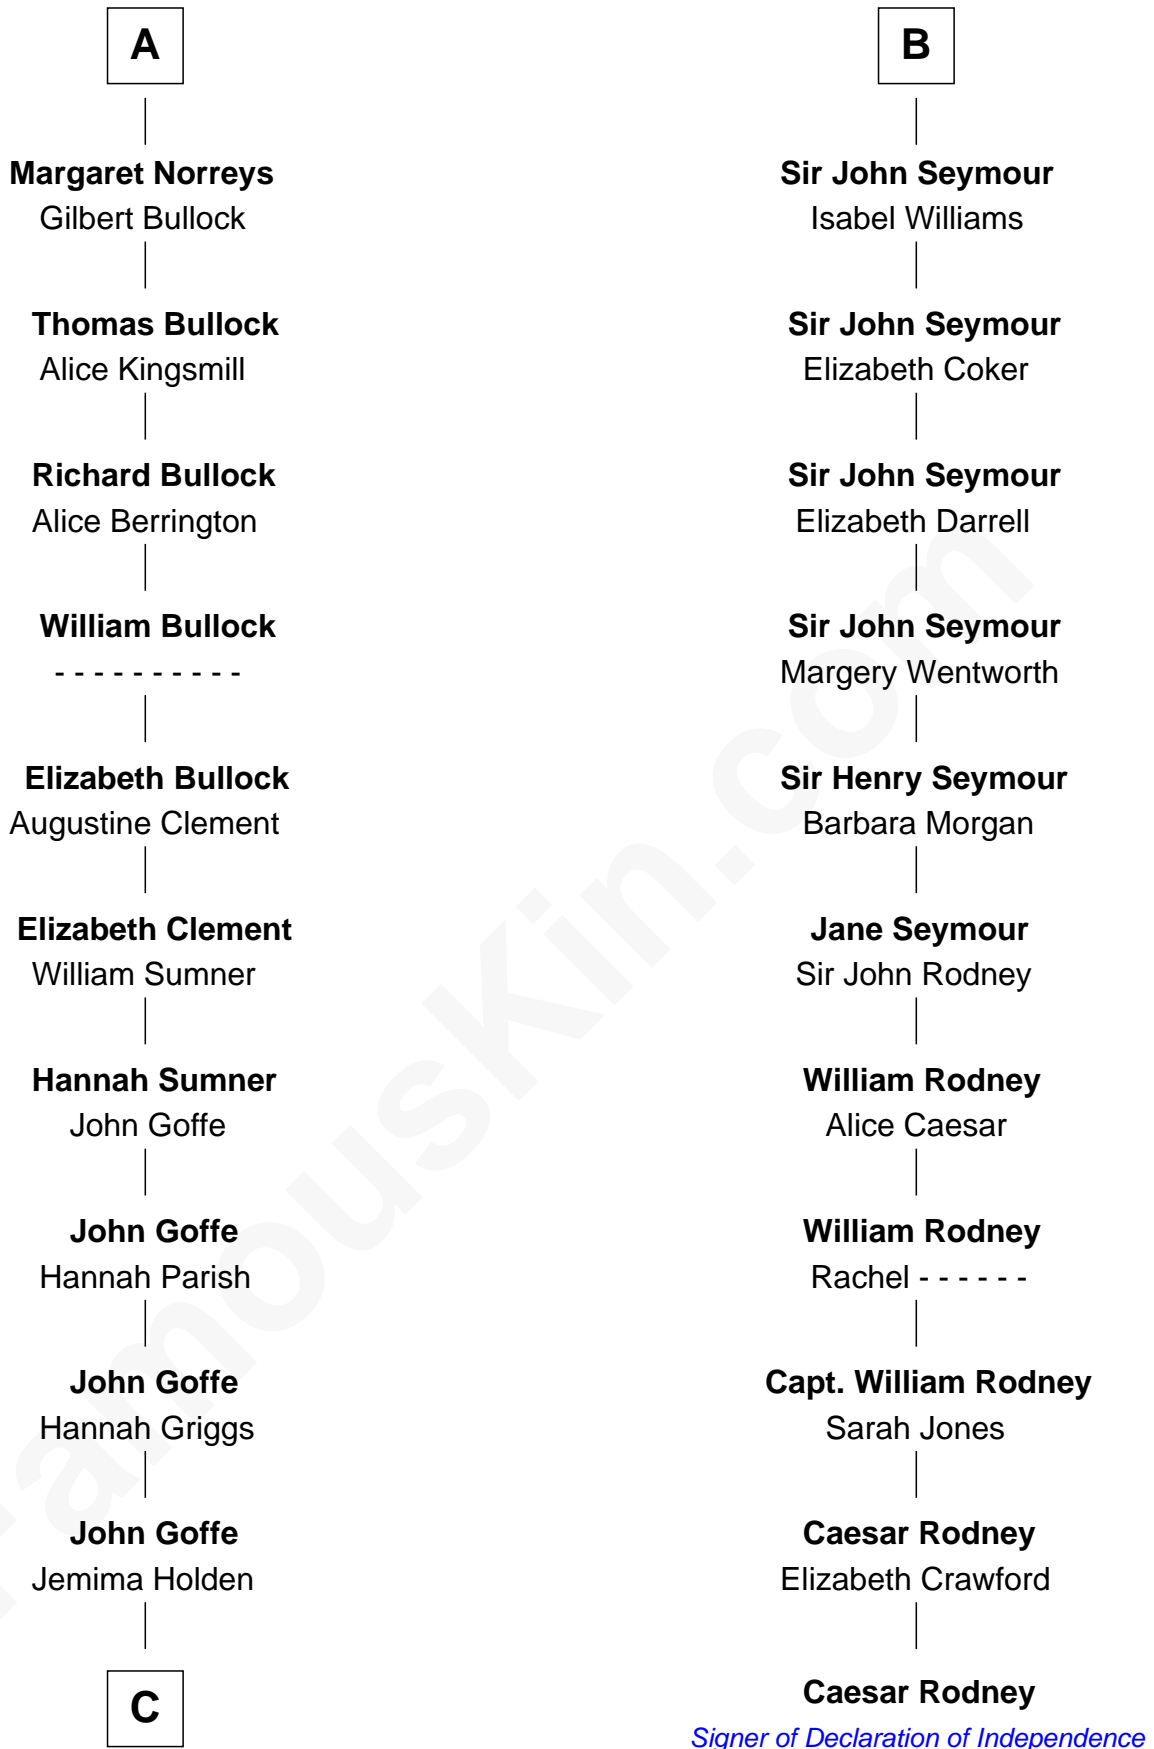 A
Margaret Norreys
Gilbert Bullock
Thomas Bullock
Alice Kingsmill
Richard Bullock
Alice Berrington
William Bullock
- - - - - - - - - -
Elizabeth Bullock
Augustine Clement
Elizabeth Clement
William Sumner
Hannah Sumner
John Goffe
John Goffe
Hannah Parish
John Goffe
Hannah Griggs
John Goffe
Jemima Holden
C
B
Sir John Seymour
Isabel Williams
Sir John Seymour
Elizabeth Coker
Sir John Seymour
Elizabeth Darrell
Sir John Seymour
Margery Wentworth
Sir Henry Seymour
Barbara Morgan
Jane Seymour
Sir John Rodney
William Rodney
Alice Caesar
William Rodney
Rachel - - - - - -
Capt. William Rodney
Sarah Jones
Caesar Rodney
Elizabeth Crawford
Caesar Rodney
Signer of Declaration of Independence
FamousKin.com